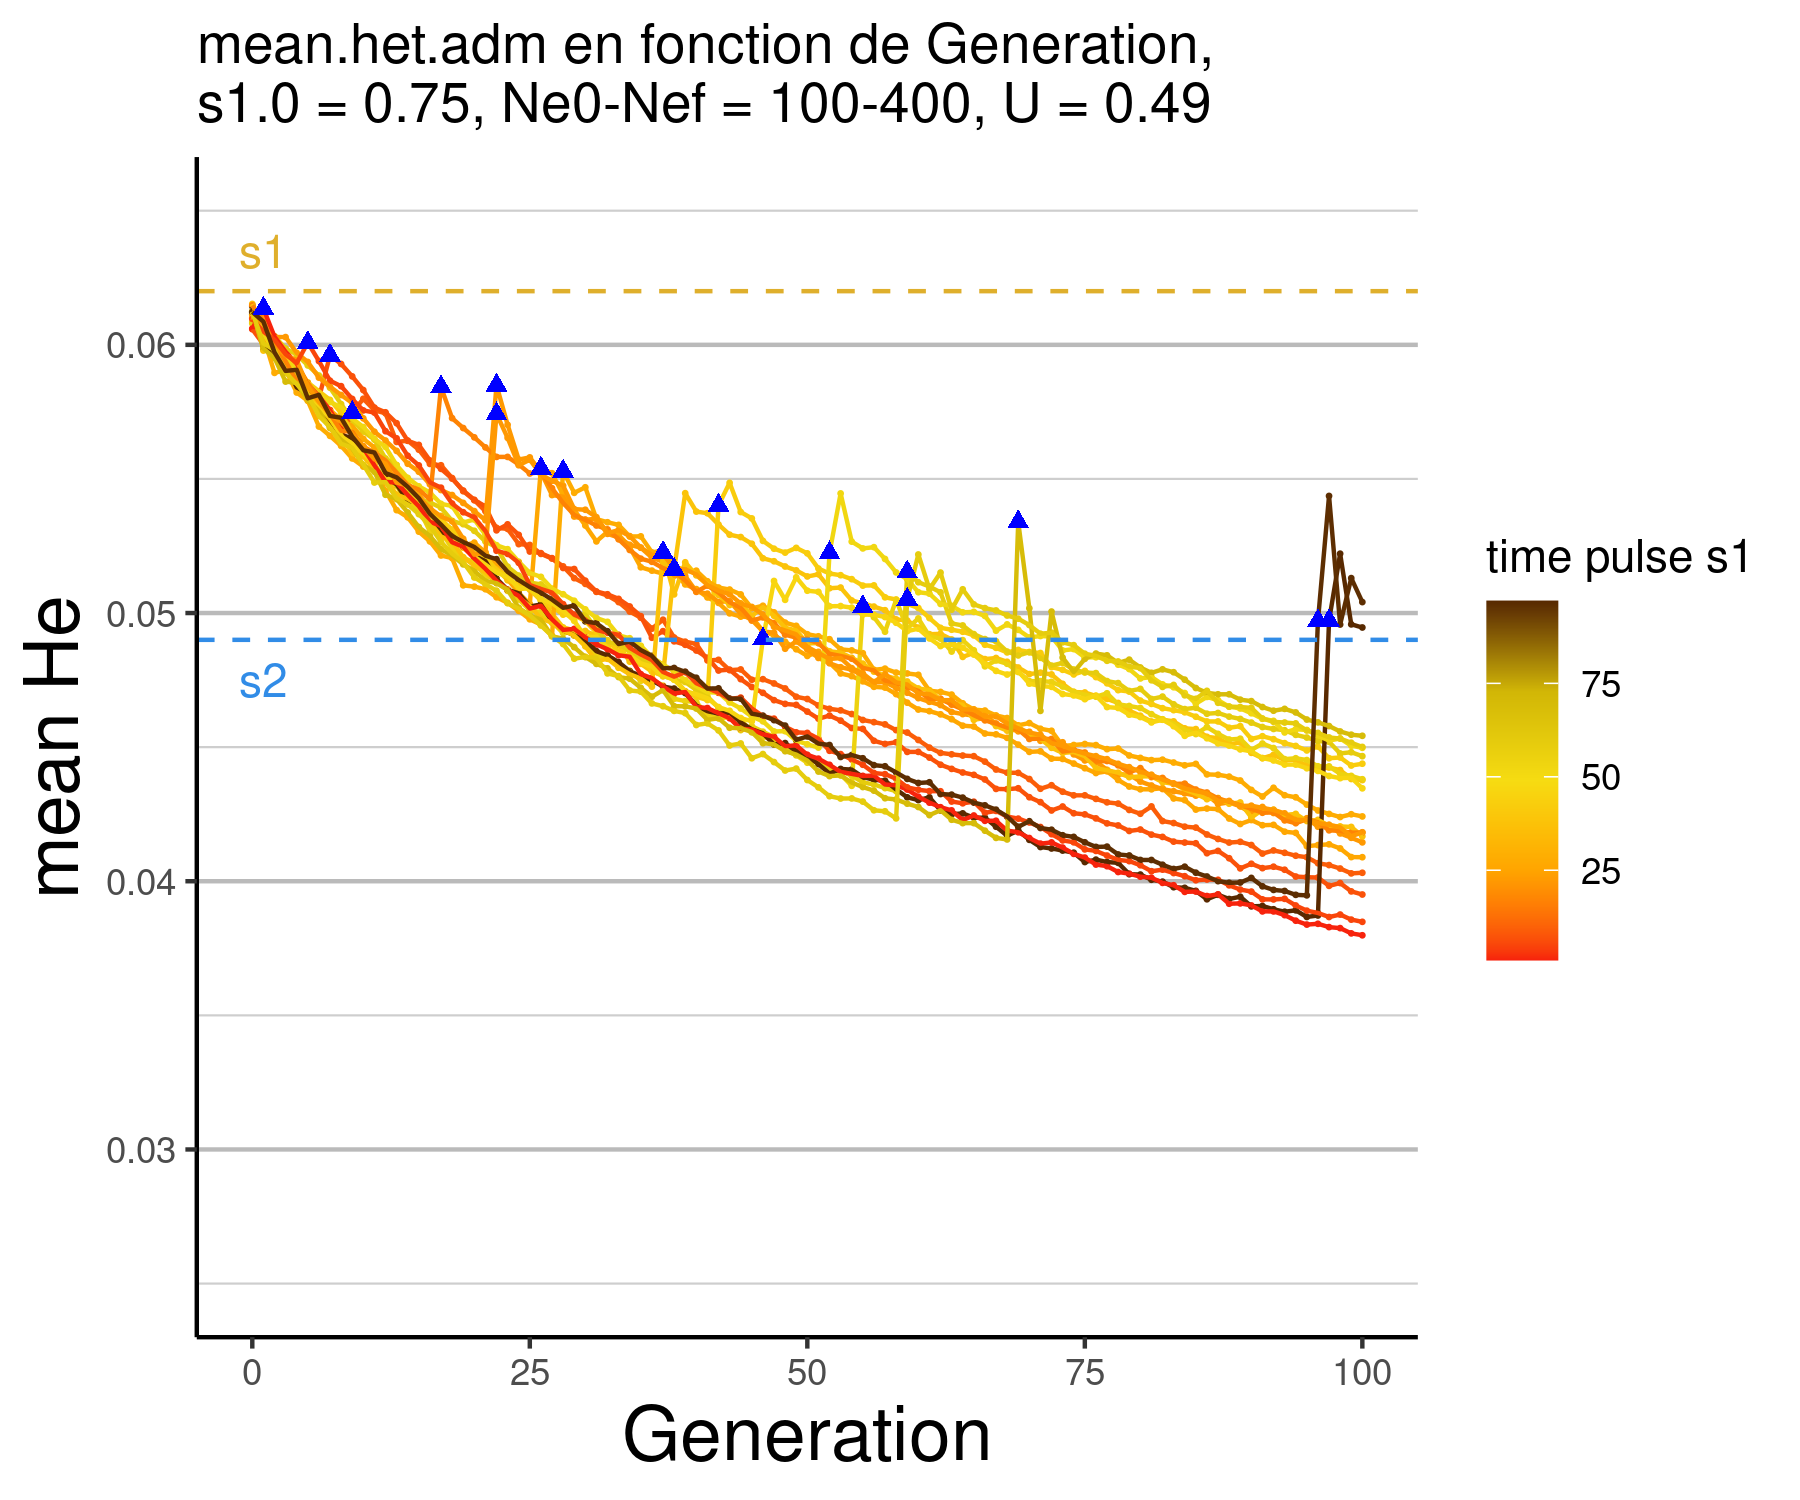 mean.het.adm en fonction de Generation,
s1.0 = 0.75, Ne0-Nef = 100-400, U = 0.49
s1
0.06
0.05
s2
0.04
0.03
mean He
0
25
50
75
100
Generation
time pulse s1
75
50
25